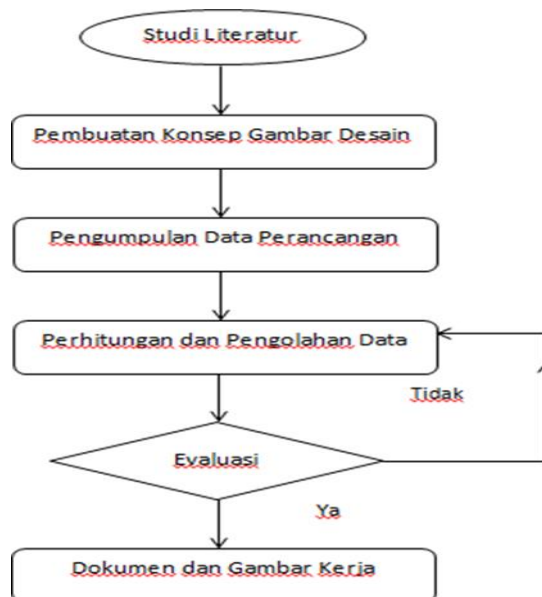 Studi Literatur
Pembuatan Konsep Gambar Desain
Pengumpulan Data Perancangan
Perhitungan dan Pengolahan Data
Tidak
Evaluasi
Ya
Dokumen dan Gambar Kerja